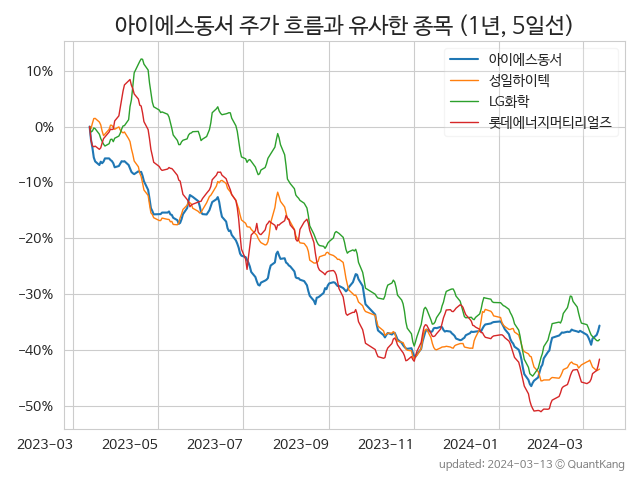 아이에스동서 주가 흐름과 유사한 종목 (1년, 5일선)
아이에스동서
성일하이텍
LG화학
롯데에너지머티리얼즈
10%
0%
−10%
−20%
−30%
−40%
−50%
2023-03 2023-05 2023-07 2023-09 2023-11 2024-01 2024-03
updated: 2024-03-13 © QuantKang